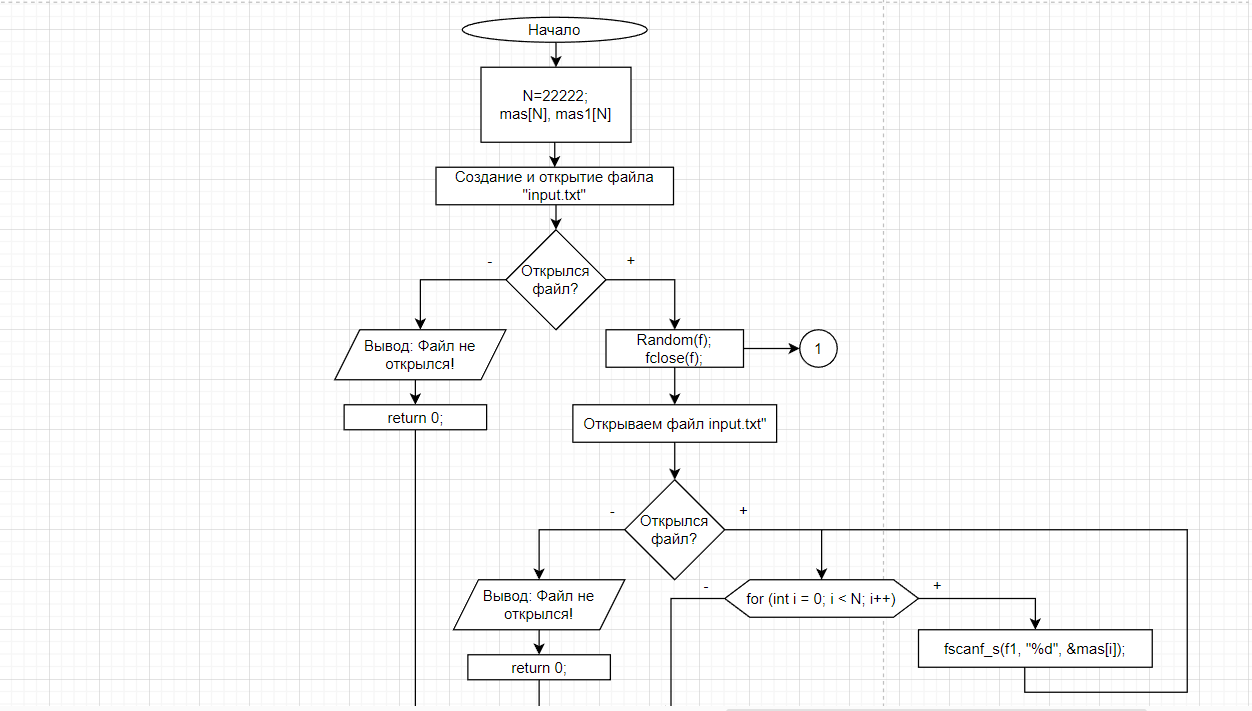 Начало
N=22222;
mas[N], mas1[N]
Создание и открытие файла
"input.txt"
-
+
Открылся
файл?
Вывод: Файл не
открылся!
Random(f);
fclose(f);
1
return 0;
Открываем файл input.txt"
-
+
Открылся
файл?
-
+
Вывод: Файл не
открылся!
for (int i = 0; i < N; i++)
fscanf_s(f1, "%d", &mas[i]);
return 0;